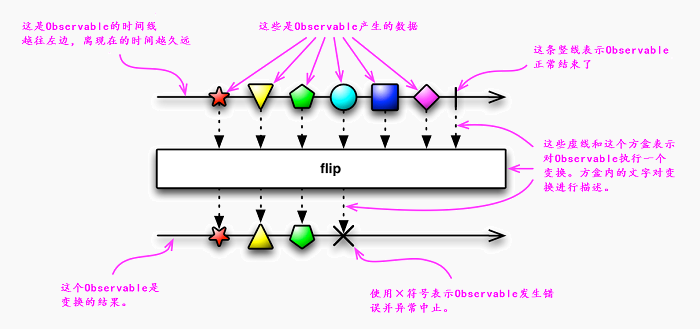 这是Observable的时间线
越往左边，离现在的时间越久远
这些是Observable产生的数据
这条竖线表示Observable
正常结束了
这些虚线和这个方盒表示
对Observable执行一个
变换。方盒内的文字对变
换进行描述。
flip
这个Observable是
变换的结果。
使用×符号表示Observable发生错
误并异常中止。